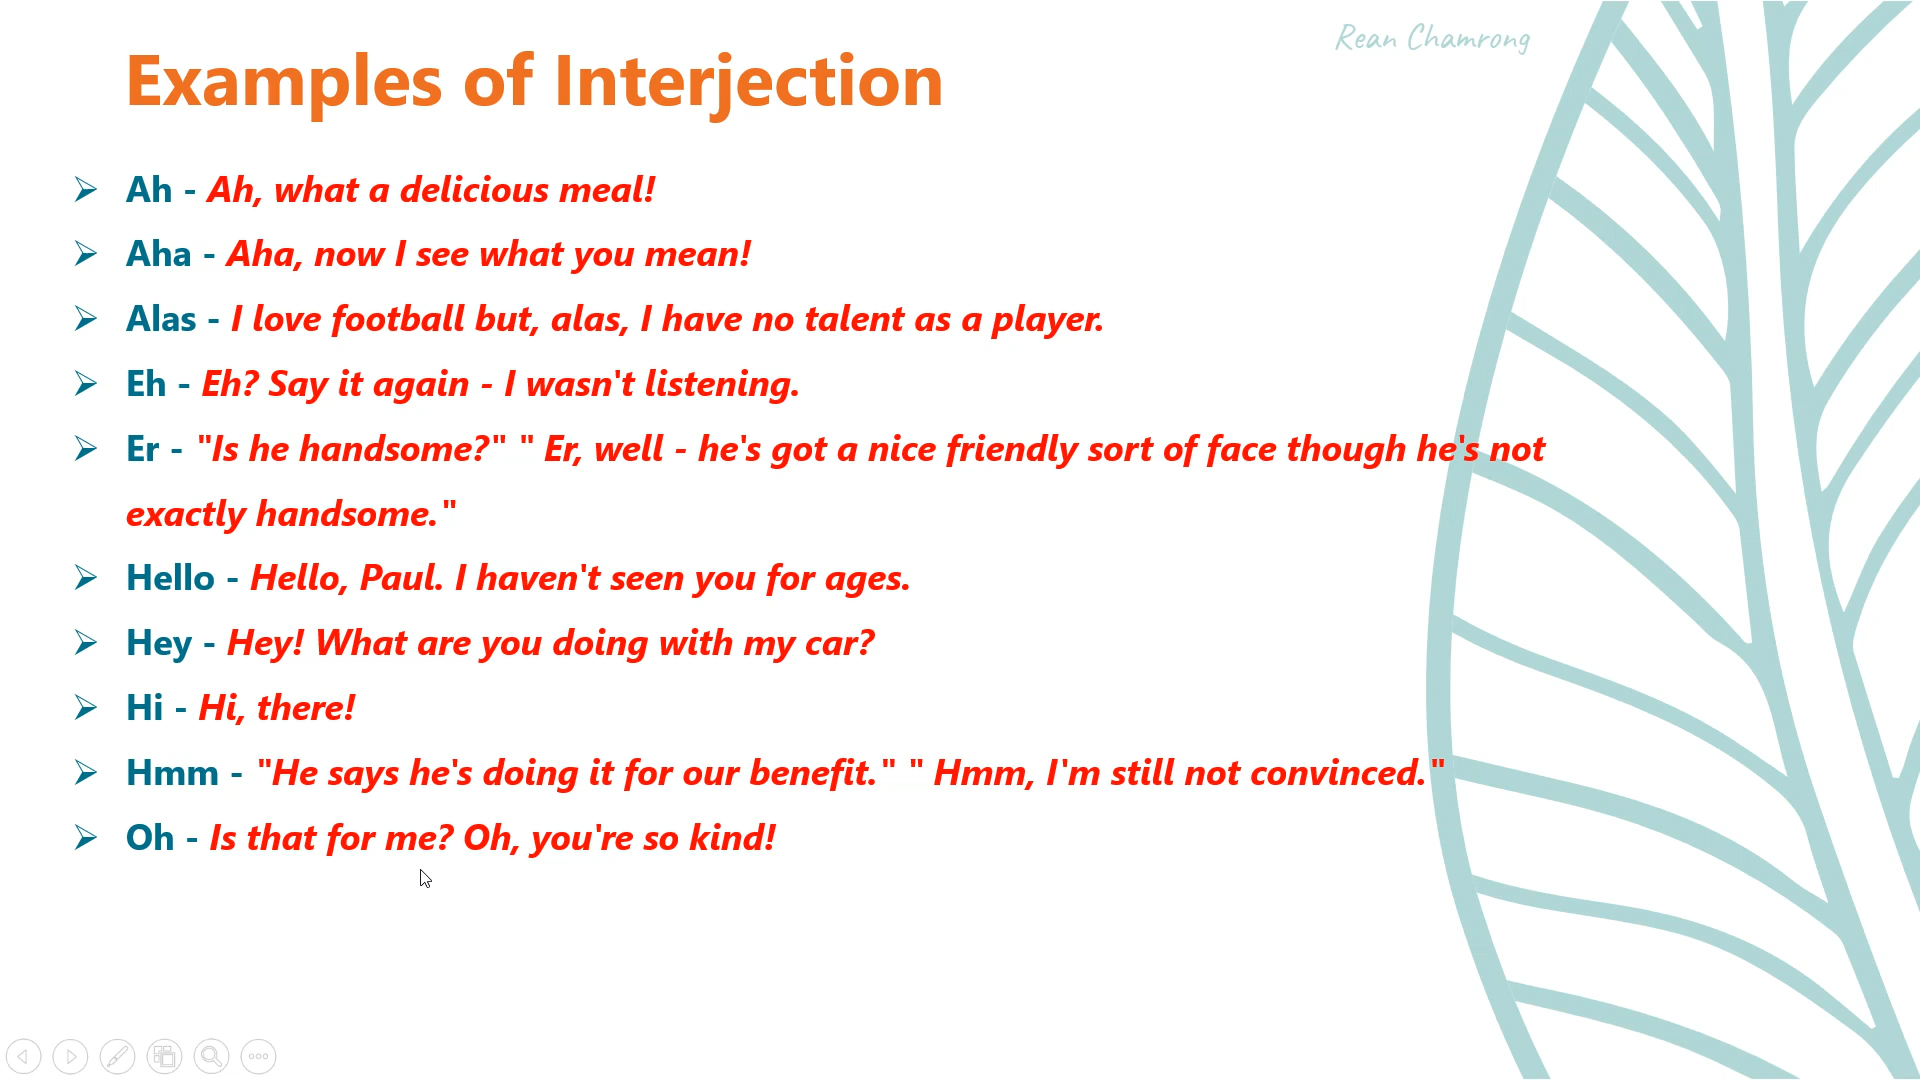 Rean Chamrong
Examples of Interjection
Ah - Ah, what a delicious meal!
Aha - Aha, now I see what you mean!
Alas - I love football but, alas, I have no talent as a player.
Eh - Eh? Say it again - I wasn't listening.
Er - "Is he handsome?" " Er, well - he's got a nice friendly sort of face though he's not
exactly handsome."
Hello - Hello, Paul. I haven't seen you for ages.
Hey - Hey! What are you doing with my car?
Hi - Hi, there!
Hmm - "He says he's doing it for our benefit." " Hmm, I'm still not convinced."
Oh - Is that for me? Oh, you're so kind!